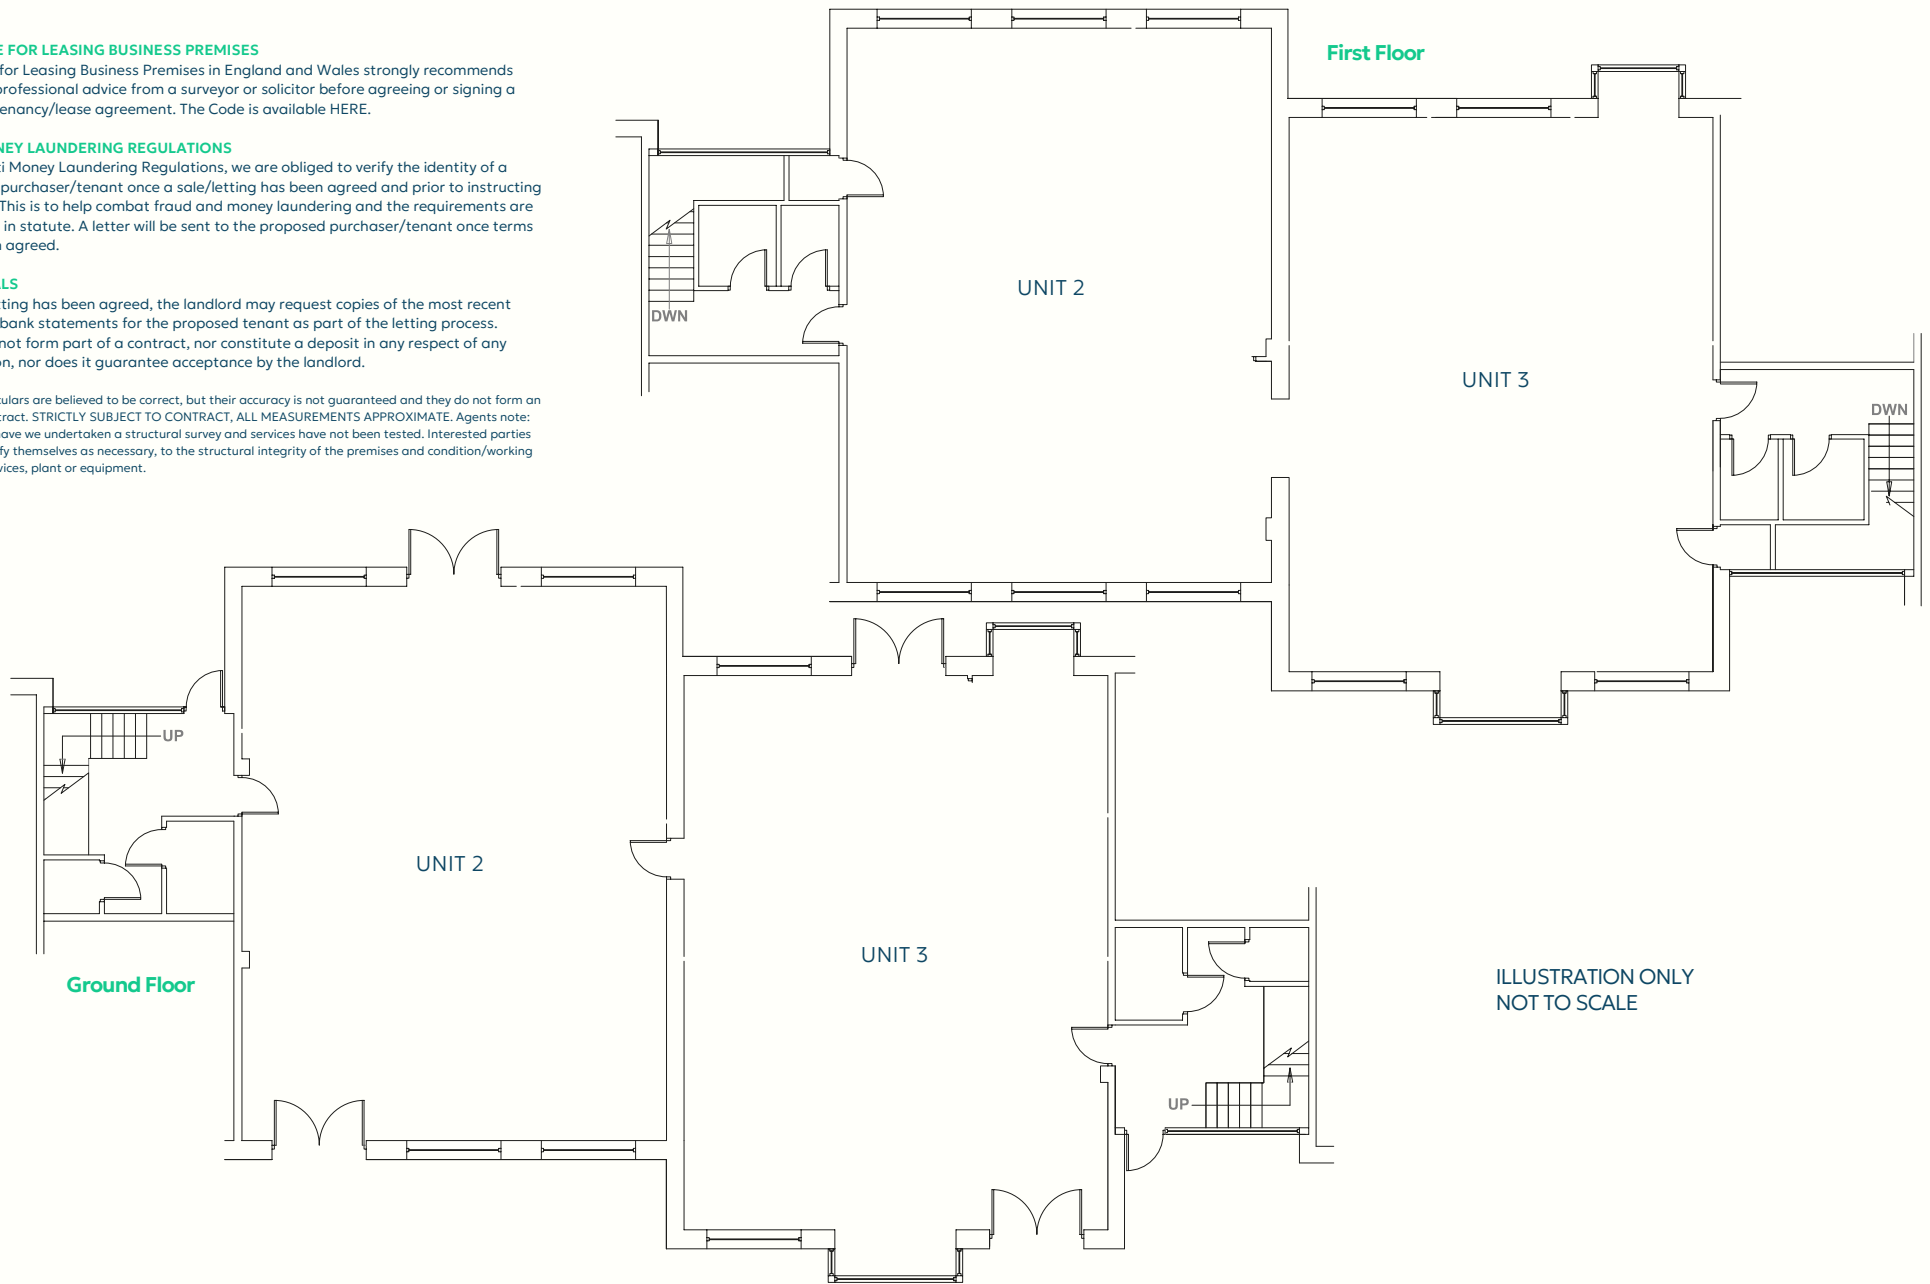 E FOR LEASING BUSINESS PREMISES
for Leasing Business Premises in England and Wales strongly recommends
professional advice from a surveyor or solicitor before agreeing or signing a
enancy/lease agreement. The Code is available HERE.
NEY LAUNDERING REGULATIONS
i Money Laundering Regulations, we are obliged to verify the identity of a
purchaser/tenant once a sale/letting has been agreed and prior to instructing
This is to help combat fraud and money laundering and the requirements are
in statute. A letter will be sent to the proposed purchaser/tenant once terms
agreed.
LS
tting has been agreed, the landlord may request copies of the most recent
bank statements for the proposed tenant as part of the letting process.
not form part of a contract, nor constitute a deposit in any respect of any
on, nor does it guarantee acceptance by the landlord.
culars are believed to be correct, but their accuracy is not guaranteed and they do not form an
tract. STRICTLY SUBJECT TO CONTRACT, ALL MEASUREMENTS APPROXIMATE. Agents note:
have we undertaken a structural survey and services have not been tested. Interested parties
fy themselves as necessary, to the structural integrity of the premises and condition/working
vices, plant or equipment.
First Floor
UNIT 2
DWN
UNIT 3
DWN
UP
UNIT 2
UNIT 3
UP
Ground Floor
ILLUSTRATION ONLY
NOT TO SCALE